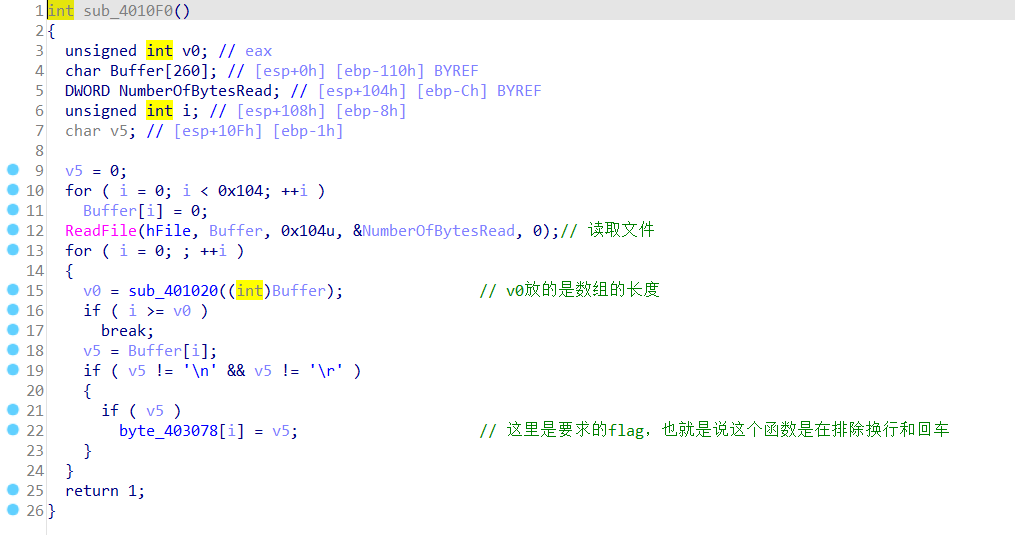 1 int sub_4010F0()
2 {
3 unsigned int v0; // eax
4 char Buffer[260]; // [esp+0h] [ebp-110h] BYREF
5 DWORD NumberOfBytesRead; // [esp+104h] [ebp-Ch] BYREF
6 unsigned int i; // [esp+108h] [ebp-8h]
7 char v5; // [esp+10Fh] [ebp-1h]
8
9 v5 = 0;
10 for ( i = 0; i < 0x104; ++i )
11 Buffer[i] = 0;
12 ReadFile(hFile, Buffer, 0x104u, &NumberOfBytesRead, 0);// 读取文件
13 for ( i = 0; ; ++i )
14 {
15 v0 = sub_401020((int)Buffer); // v0放的是数组的长度
16 if ( i >= v0 )
17 break;
18 v5 = Buffer[i];
19 if ( v5 != '\n' && v5 != '\r' )
20 {
21 if ( v5 )
22 byte_403078[i] = v5; // 这里是要求的flag，也就是说这个函数是在排除换行和回车
23 }
24 }
25 return 1;
26 }